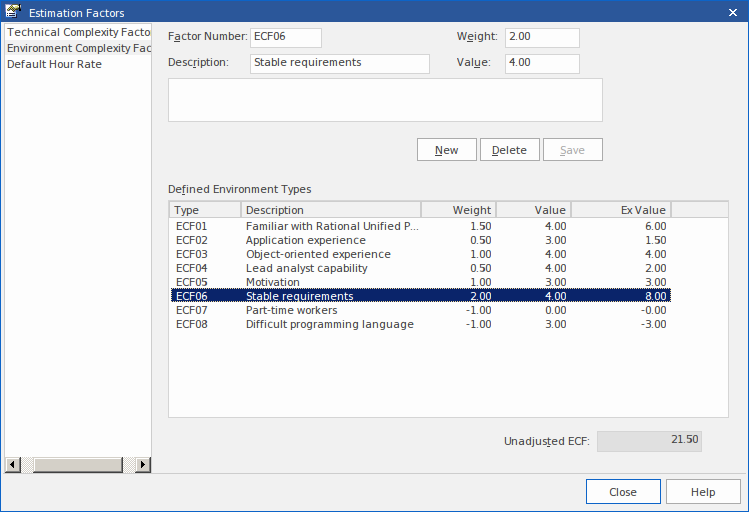 Estimation Factors
Technical Complexity Facto
Environment Complexity Fac
Default Hour Rate
Factor Number: ECF06 Weight: 2.00
Description: Stable requirements Value: 4.00
New Delete Save
Defined Environment Types
Type Description Weight Value Ex Value
ECF01 Familiar with Rational Unified P... 1.50 4.00 6.00
ECF02 Application experience 0.50 3.00 1.50
ECF03 Object-oriented experience 1.00 4.00 4.00
ECF04 Lead analyst capability 0.50 4.00 2.00
ECF05 Motivation 1.00 3.00 3.00
ECF06 Stable requirements 2.00 4.00 8.00
ECF07 Part-time workers -1.00 0.00 -0.00
ECF08 Difficult programming language -1.00 3.00 -3.00
Unadjusted ECF: 21.50
Close Help